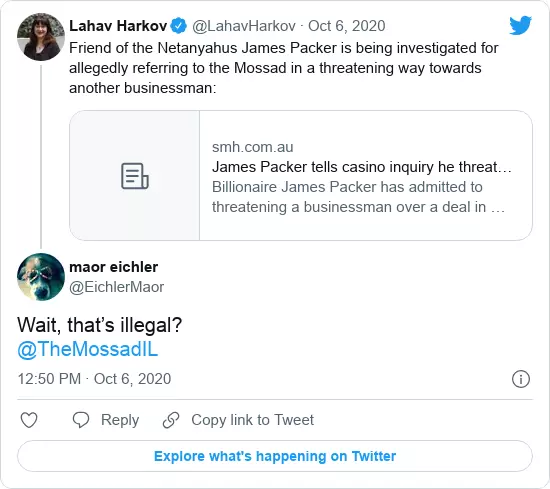 Lahav Harkov @LahavHarkov · Oct 6, 2020
Friend of the Netanyahus James Packer is being investigated for
allegedly referring to the Mossad in a threatening way towards
another businessman:
smh.com.au
James Packer tells casino inquiry he threat…
Billionaire James Packer has admitted to
threatening a businessman over a deal in …
maor eichler
@EichlerMaor
Wait, that’s illegal?
@TheMossadIL
12:50 PM · Oct 6, 2020
Reply
Copy link to Tweet
Explore what's happening on Twitter